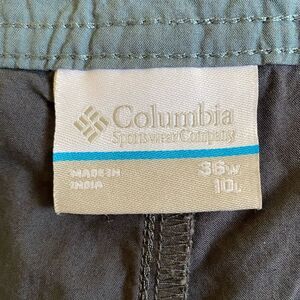 Columbia
Sportswear Company
MADE IN
INDIA
36W
10L